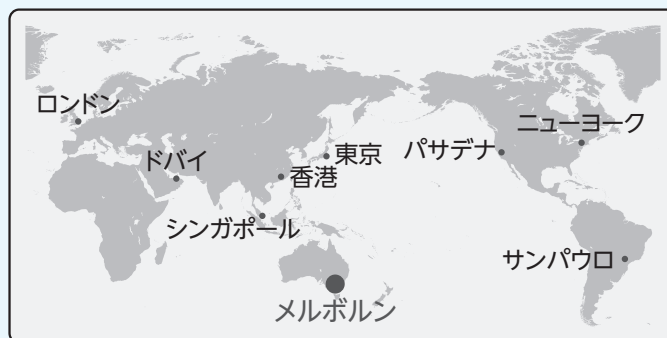 ロンドン
ニューヨーク
ドバイ
東京
パサデナ
香港
シンガポール
サンパウロ
メルボルン